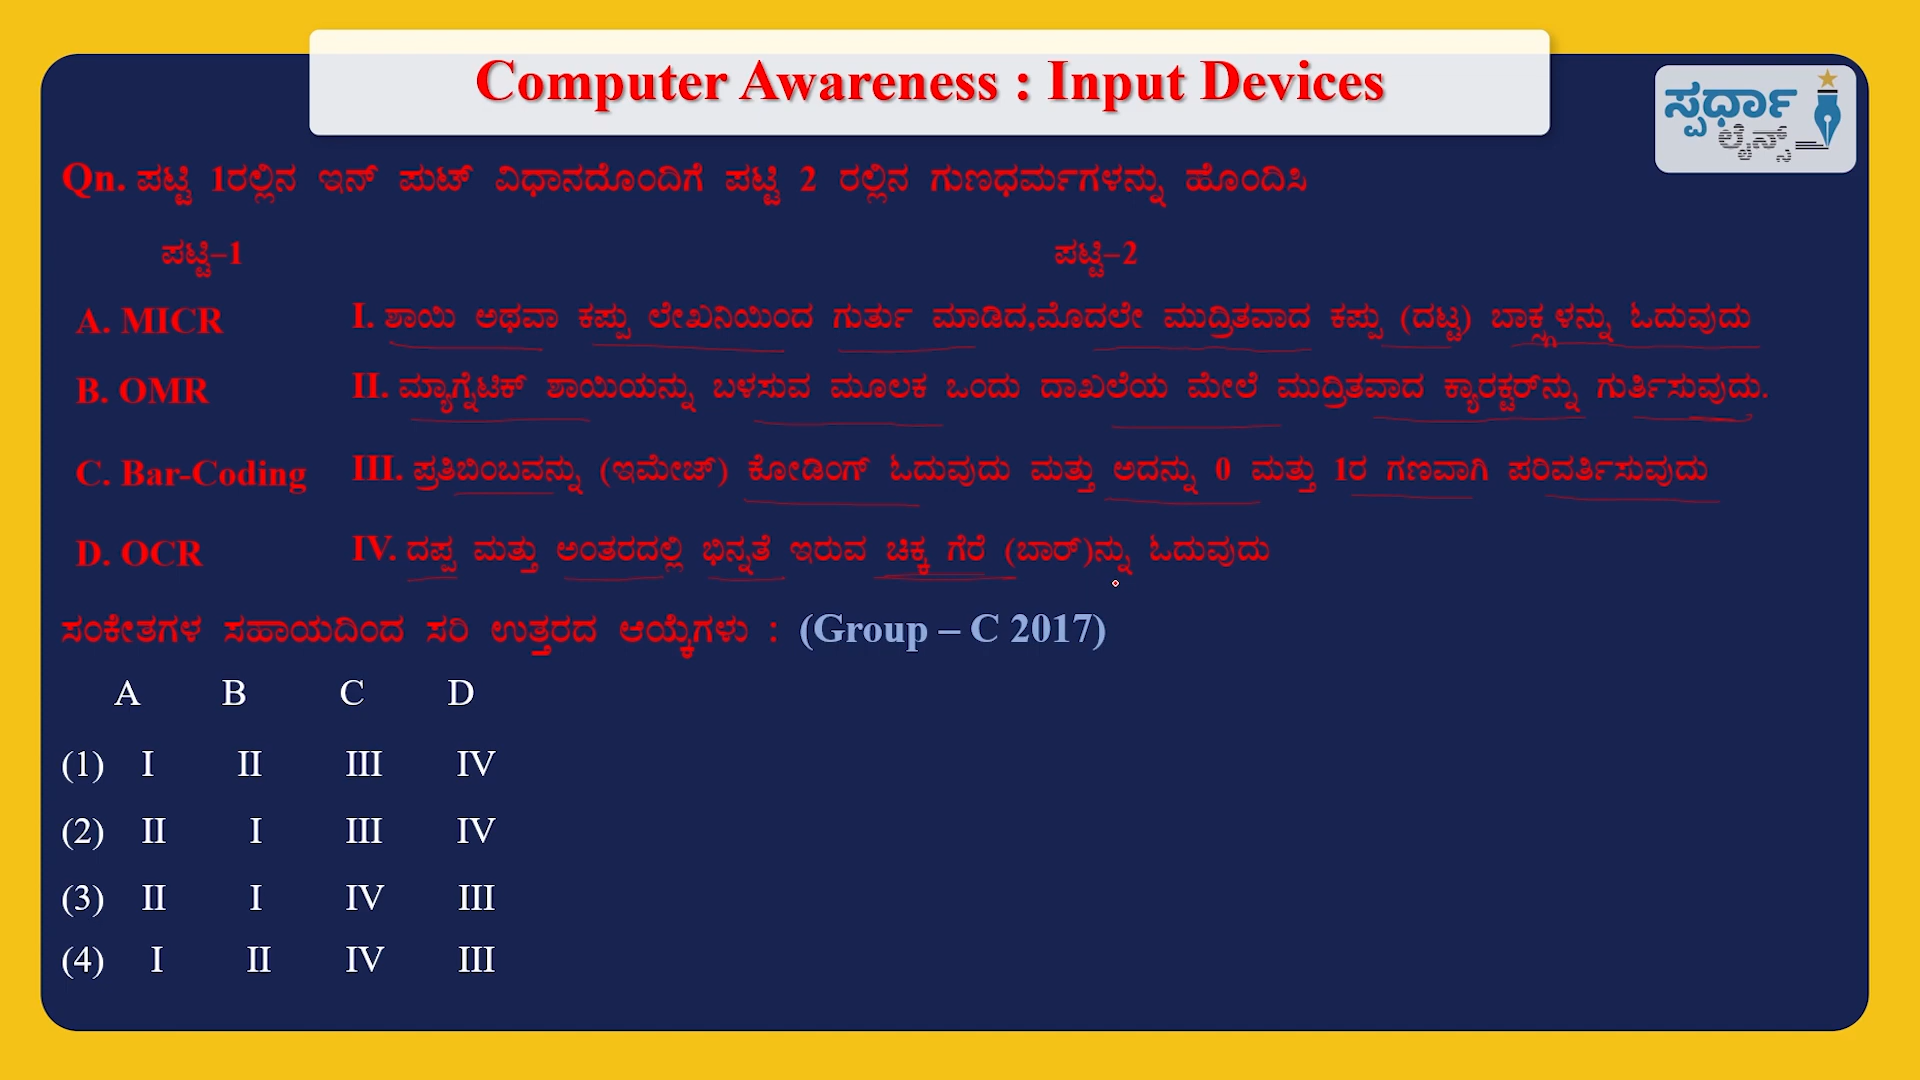 Computer Awareness : Input Devices
ಸ್ಪರ್ಧಾ
ಲೈನ್ಸ್
Qn. ಪಟ್ಟಿ 1ರಲ್ಲಿನ ಇನ್ ಪುಟ್ ವಿಧಾನದೊಂದಿಗೆ ಪಟ್ಟಿ 2 ರಲ್ಲಿನ ಗುಣಧರ್ಮಗಳನ್ನು ಹೊಂದಿಸಿ
ಪಟ್ಟಿ–1 ಪಟ್ಟಿ–2
A. MICR I. ಶಾಯಿ ಅಥವಾ ಕಪ್ಪು ಲೇಖನಿಯಿಂದ ಗುರ್ತು ಮಾಡಿದ,ಮೊದಲೇ ಮುದ್ರಿತವಾದ ಕಪ್ಪು (ದಟ್ಟ) ಬಾಕ್ಸ್ಗಳನ್ನು ಓದುವುದು
B. OMR II. ಮ್ಯಾಗ್ನೆಟಿಕ್ ಶಾಯಿಯನ್ನು ಬಳಸುವ ಮೂಲಕ ಒಂದು ದಾಖಲೆಯ ಮೇಲೆ ಮುದ್ರಿತವಾದ ಕ್ಯಾರಕ್ಟರ್‌ನ್ನು ಗುರ್ತಿಸುವುದು.
C. Bar-Coding III. ಪ್ರತಿಬಿಂಬವನ್ನು (ಇಮೇಜ್) ಕೋಡಿಂಗ್ ಓದುವುದು ಮತ್ತು ಅದನ್ನು 0 ಮತ್ತು 1ರ ಗಣವಾಗಿ ಪರಿವರ್ತಿಸುವುದು
D. OCR IV. ದಪ್ಪ ಮತ್ತು ಅಂತರದಲ್ಲಿ ಭಿನ್ನತೆ ಇರುವ ಚಿಕ್ಕ ಗೆರೆ (ಬಾರ್)ನ್ನು ಓದುವುದು
ಸಂಕೇತಗಳ ಸಹಾಯದಿಂದ ಸರಿ ಉತ್ತರದ ಆಯ್ಕೆಗಳು : (Group – C 2017)
A B C D
(1) I II III IV
(2) II I III IV
(3) II I IV III
(4) I II IV III